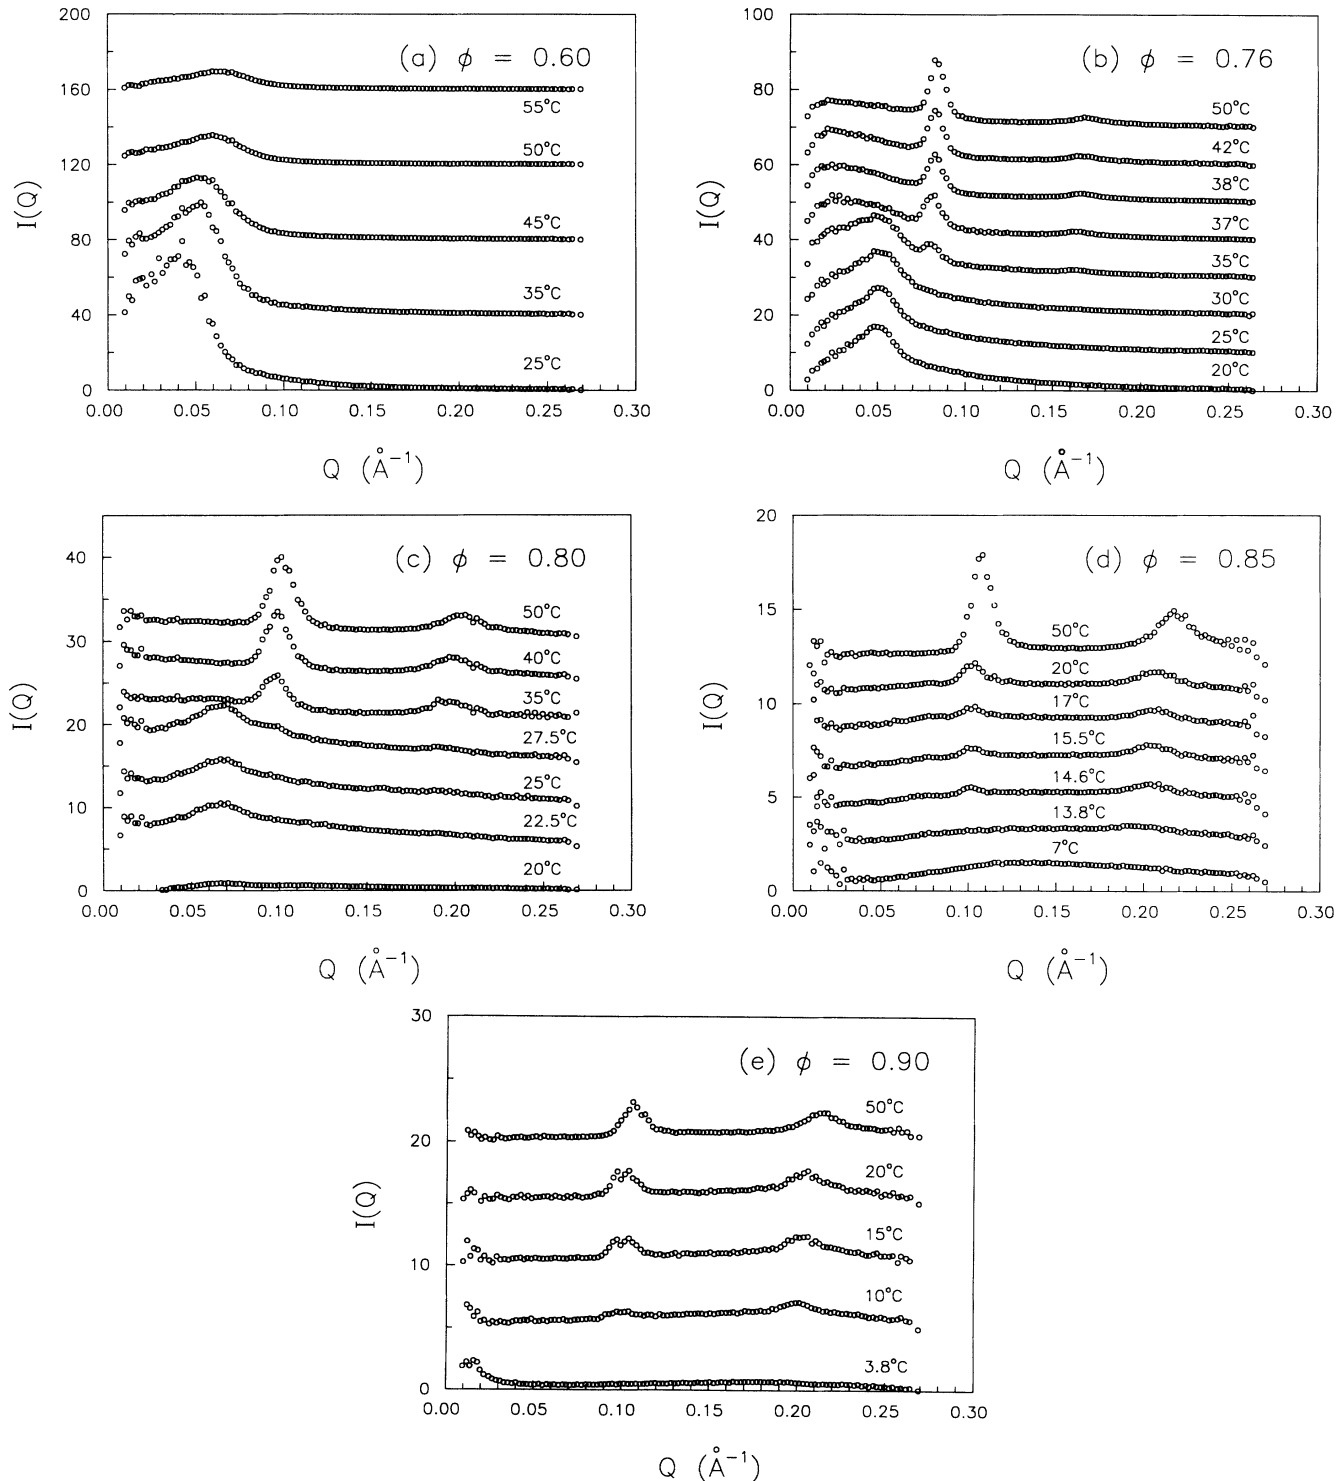 200
160
120
80
40
0
I(Q)
(a) ϕ = 0.60
55°C
50°C
45°C
35°C
25°C
0.00 0.05 0.10 0.15 0.20 0.25 0.30
Q (Å⁻¹)
100
80
60
40
20
0
I(Q)
(b) ϕ = 0.76
50°C
42°C
38°C
37°C
35°C
30°C
25°C
20°C
0.00 0.05 0.10 0.15 0.20 0.25 0.30
Q (Å⁻¹)
40
30
20
10
0
I(Q)
(c) ϕ = 0.80
50°C
40°C
35°C
27.5°C
25°C
22.5°C
20°C
0.00 0.05 0.10 0.15 0.20 0.25 0.30
Q (Å⁻¹)
20
15
10
5
0
I(Q)
(d) ϕ = 0.85
50°C
20°C
17°C
15.5°C
14.6°C
13.8°C
7°C
0.00 0.05 0.10 0.15 0.20 0.25 0.30
Q (Å⁻¹)
30
20
10
0
I(Q)
(e) ϕ = 0.90
50°C
20°C
15°C
10°C
3.8°C
0.00 0.05 0.10 0.15 0.20 0.25 0.30
Q (Å⁻¹)